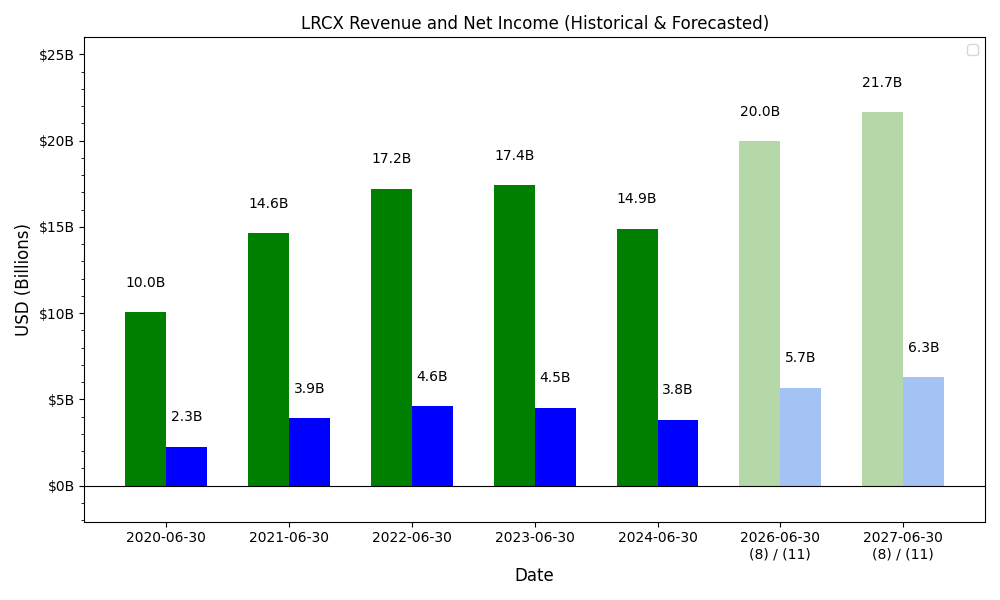 LRCX Revenue and Net Income (Historical & Forecasted)
USD (Billions)
$25B
$20B
$15B
$10B
$5B
$0B
10.0B
2.3B
14.6B
3.9B
17.2B
4.6B
17.4B
4.5B
14.9B
3.8B
20.0B
5.7B
21.7B
6.3B
2020-06-30
2021-06-30
2022-06-30
2023-06-30
2024-06-30
2026-06-30
(8) / (11)
2027-06-30
(8) / (11)
Date